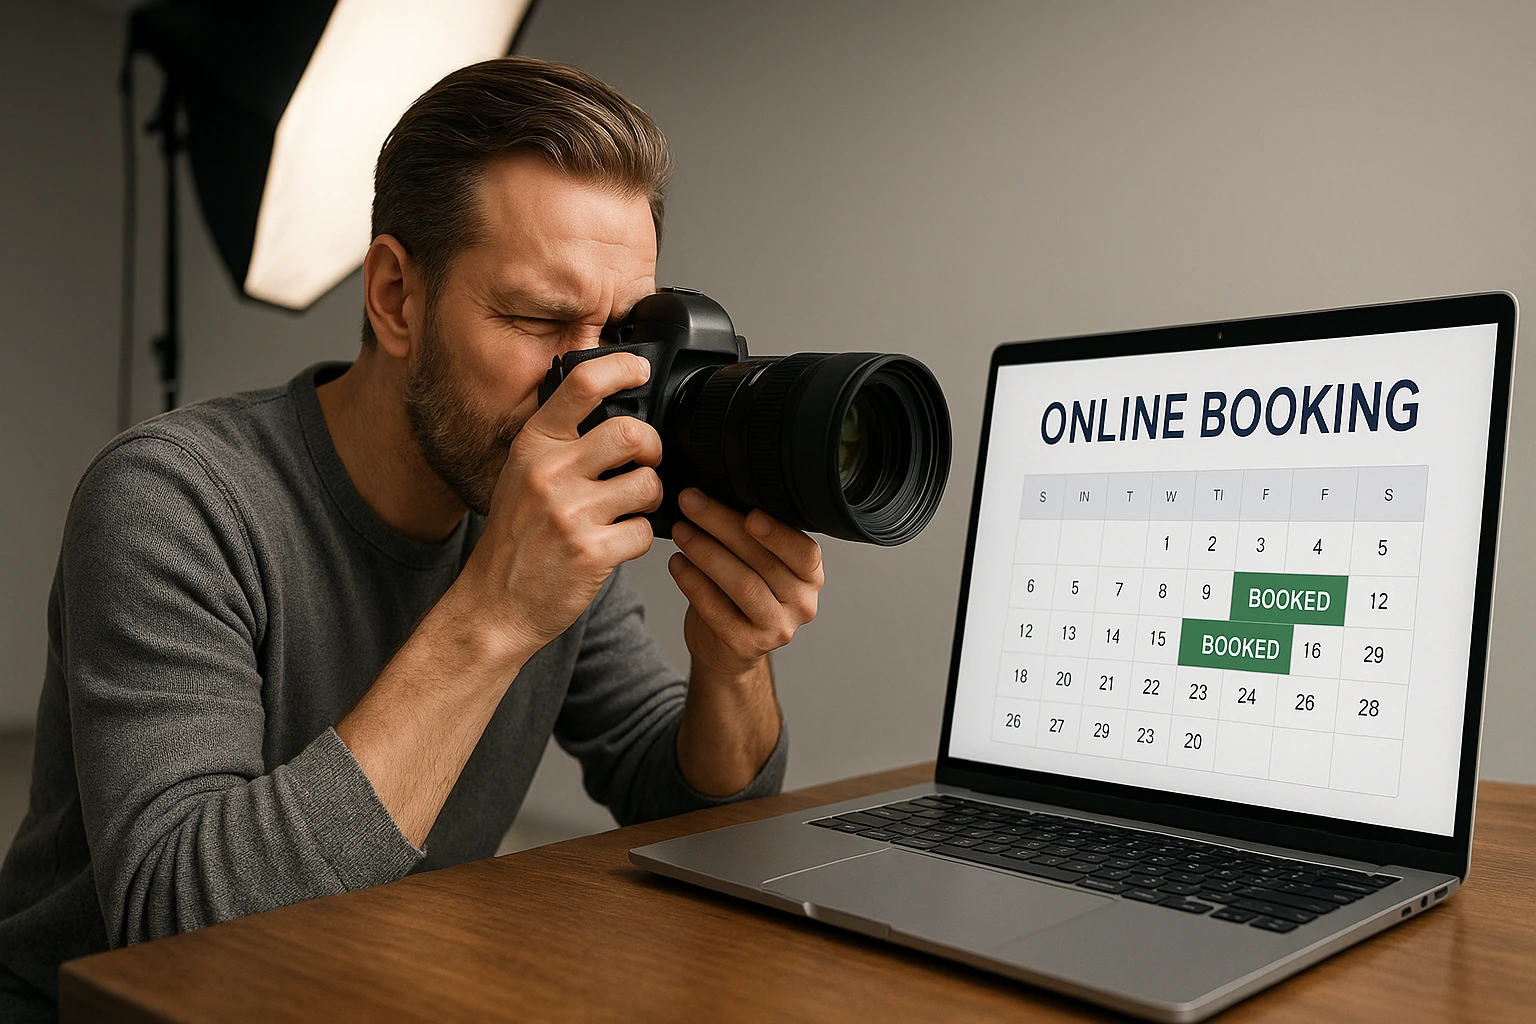 ONLINE BOOKING
S IN T W TI F F S
1 2 3 4 5
6 5 7 8 9 BOOKED 12
12 13 14 15 BOOKED 16 29
18 20 21 22 23 24 26 28
26 27 29 23 20